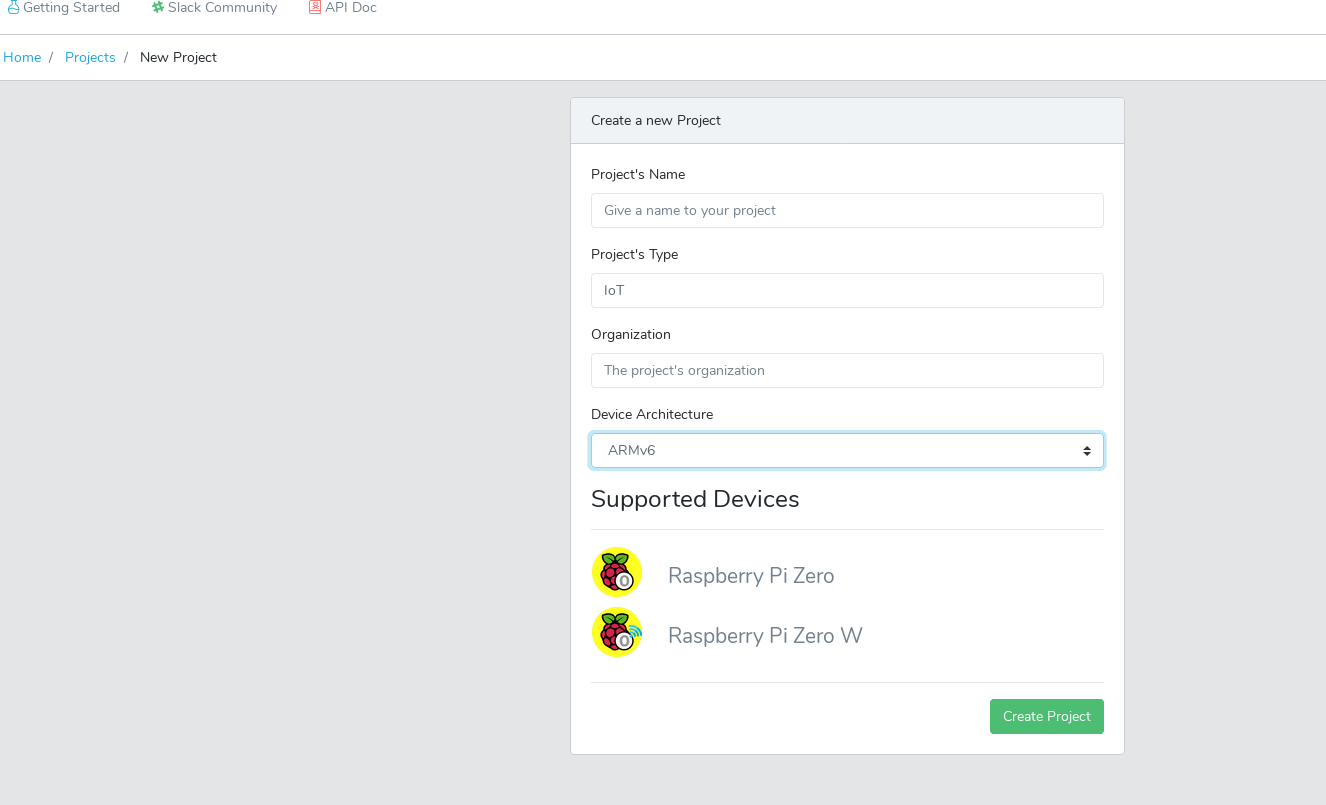 Getting Started Slack Community API Doc
Home / Projects / New Project
Create a new Project
Project's Name
Give a name to your project
Project's Type
IoT
Organization
The project's organization
Device Architecture
ARMv6
Supported Devices
0 Raspberry Pi Zero
0 Raspberry Pi Zero W
Create Project